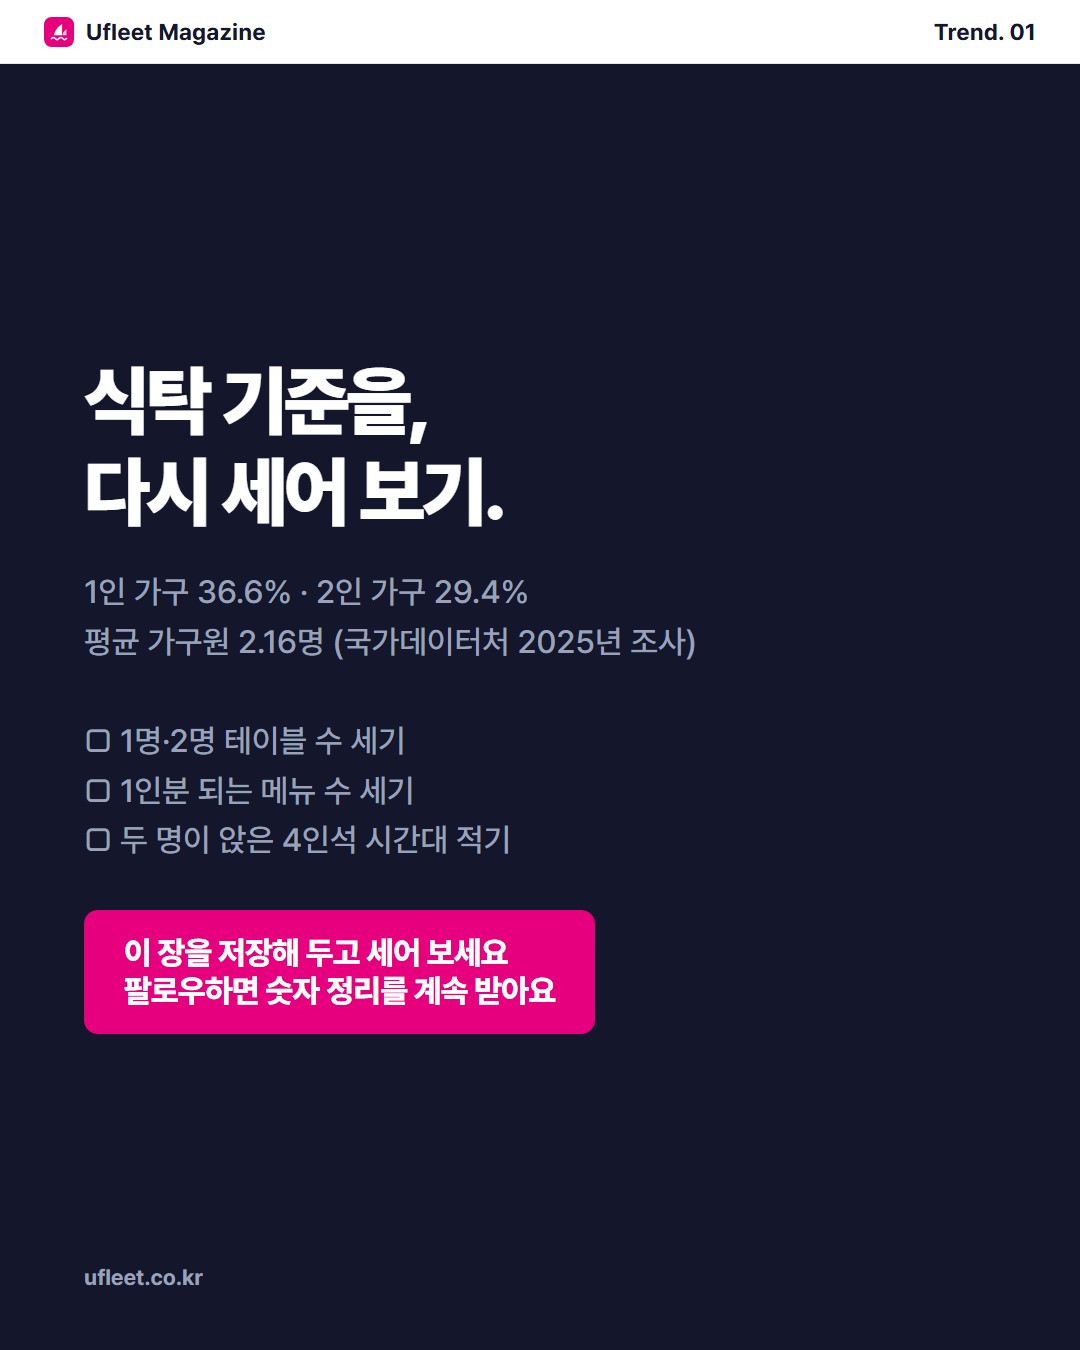 Ufleet Magazine
Trend. 01
식탁 기준을,
다시 세어 보기.
1인 가구 36.6% · 2인 가구 29.4%
평균 가구원 2.16명 (국가데이터처 2025년 조사)
▢ 1명·2명 테이블 수 세기
▢ 1인분 되는 메뉴 수 세기
▢ 두 명이 앉은 4인석 시간대 적기
이 장을 저장해 두고 세어 보세요
팔로우하면 숫자 정리를 계속 받아요
ufleet.co.kr